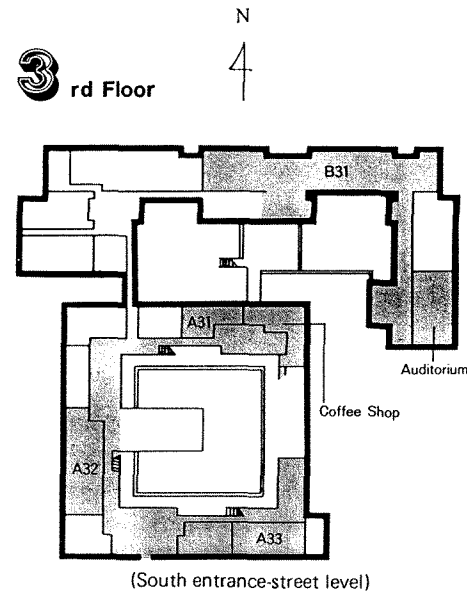 N
3rd Floor
B31
A31
Auditorium
Coffee Shop
A32
A33
(South entrance-street level)